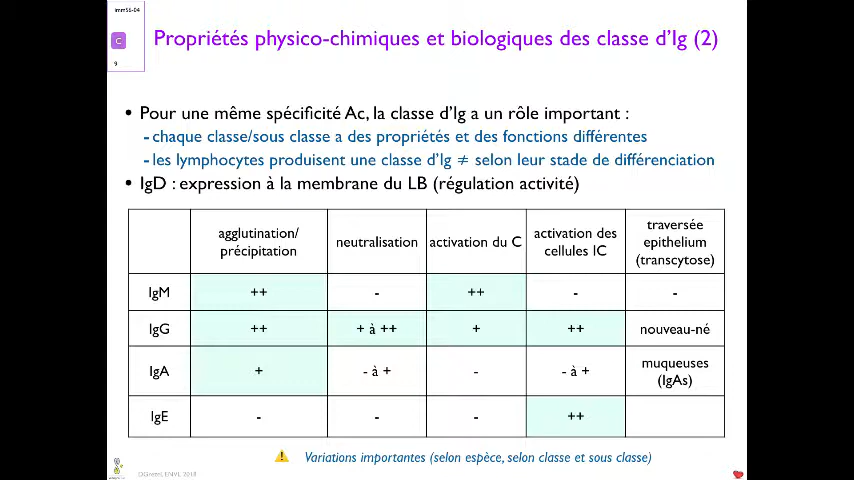 imm5B-04
C
9
Propriétés physico-chimiques et biologiques des classe d'Ig (2)
• Pour une même spécificité Ac, la classe d'Ig a un rôle important :
- chaque classe/sous classe a des propriétés et des fonctions différentes
- les lymphocytes produisent une classe d'Ig ≠ selon leur stade de différenciation
• IgD : expression à la membrane du LB (régulation activité)
agglutination/
précipitation
neutralisation
activation du C
activation des
cellules IC
traversée
epithelium
(transcytose)
IgM ++ - ++ - -
IgG ++ + à ++ + ++ nouveau-né
IgA + - à + - - à + muqueuses
(IgAs)
IgE - - - ++
Variations importantes (selon espèce, selon classe et sous classe)